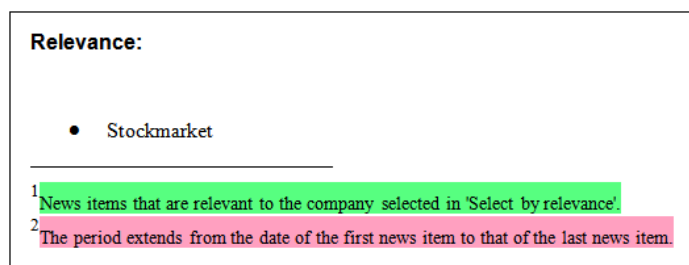 Relevance:
• Stockmarket
1News items that are relevant to the company selected in 'Select by relevance'.
2The period extends from the date of the first news item to that of the last news item.